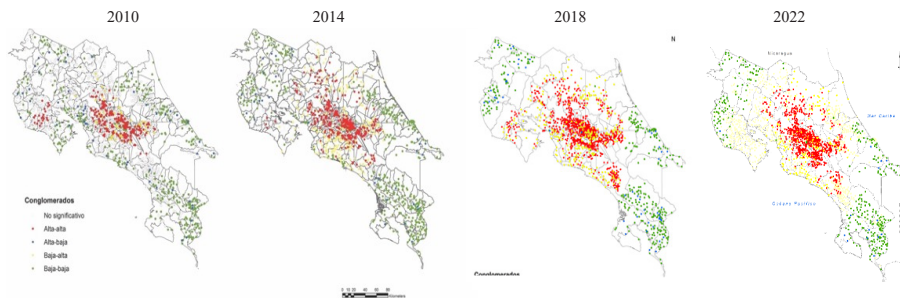 2010
2014
2018
2022
N
Nicaragua
Mar Caribe
Océano Pacífico
Conglomerados
No significativo
Alta-alta
Alta-baja
Baja-alta
Baja-baja
Conglomerados